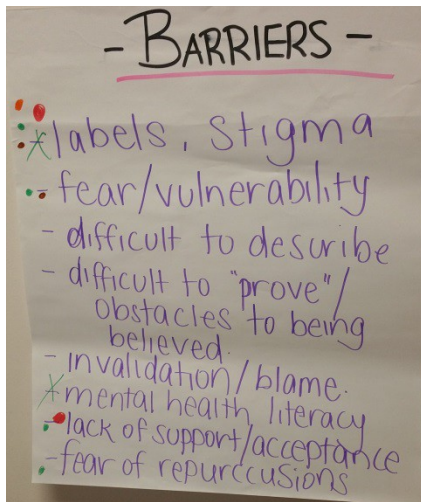 - BARRIERS -
* labels, stigma
- fear/vulnerability
- difficult to describe
- difficult to "prove"/
obstacles to being
believed.
- invalidation/blame.
* mental health literacy
- lack of support/acceptance
- fear of repurccusions